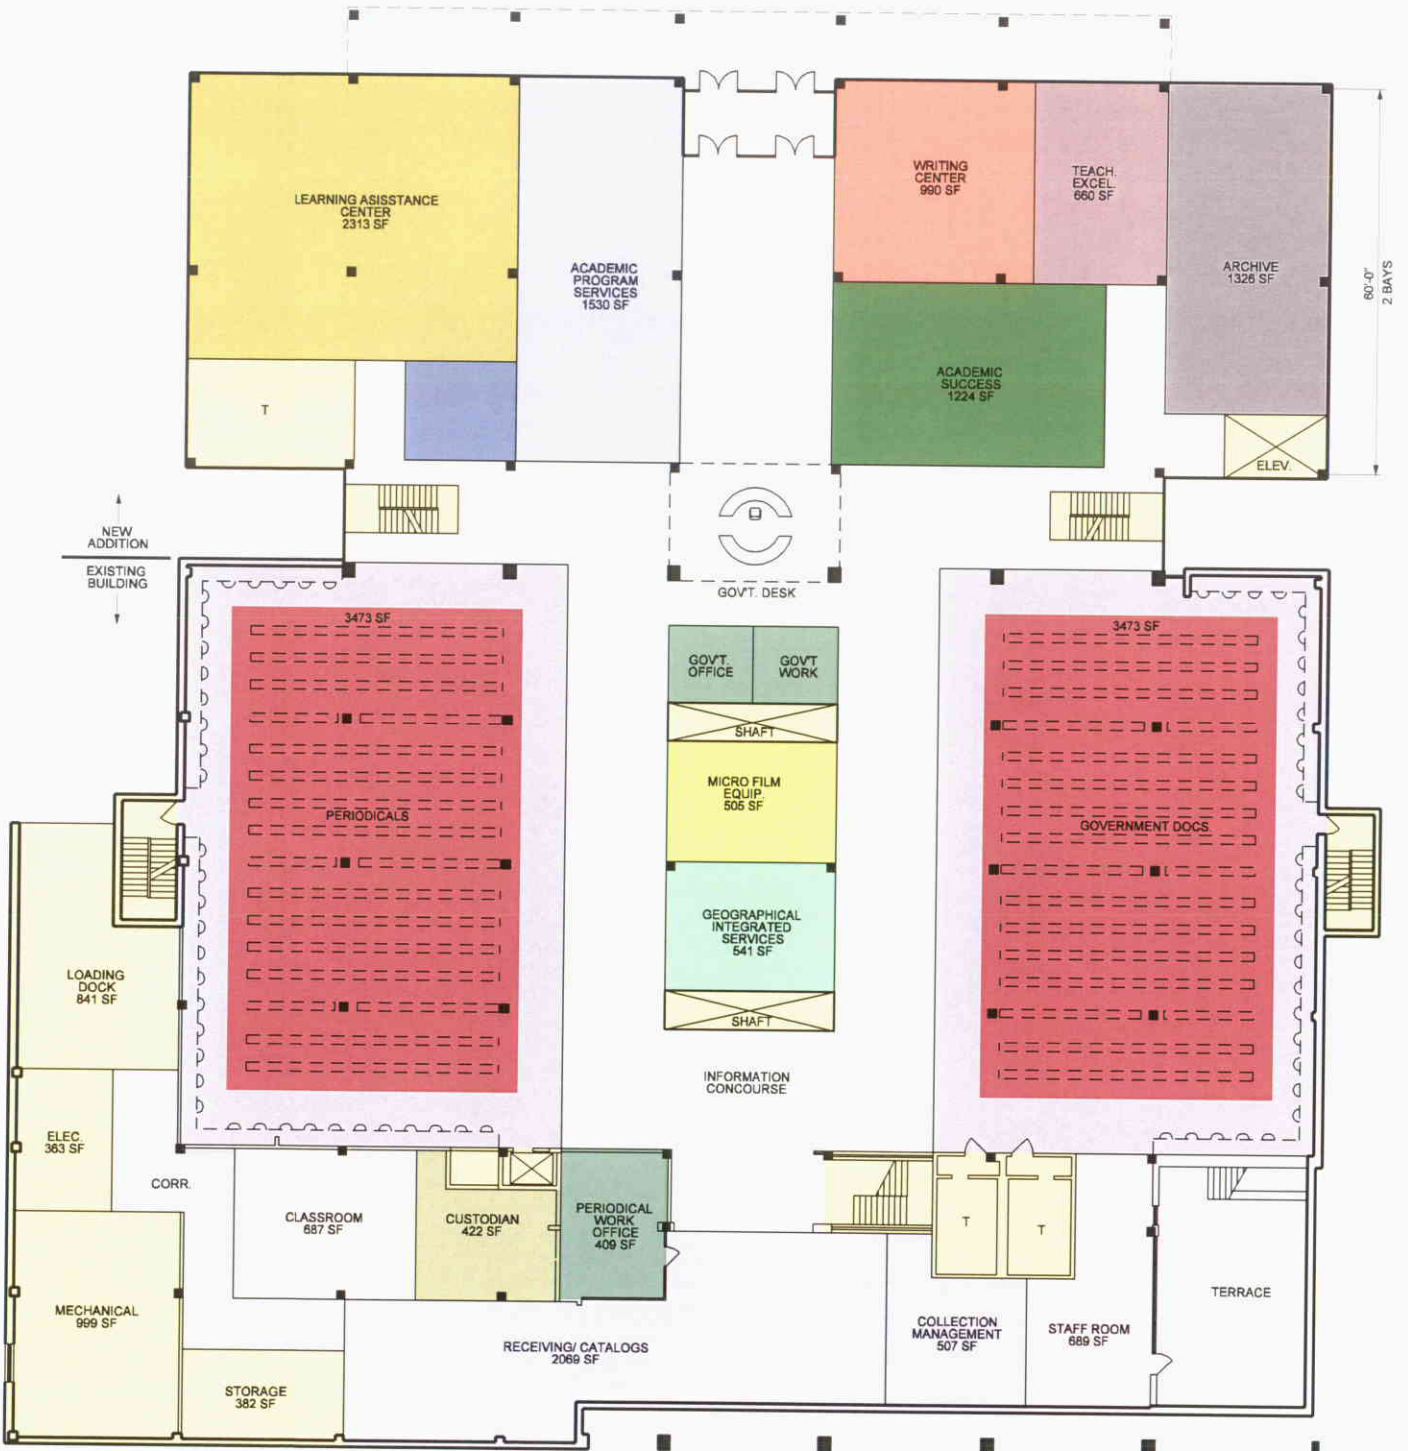 LEARNING ASISSTANCE
CENTER
2313 SF
ACADEMIC
PROGRAM
SERVICES
1530 SF
WRITING
CENTER
990 SF
TEACH.
EXCEL.
660 SF
ARCHIVE
1326 SF
60'-0"
2 BAYS
T
ACADEMIC
SUCCESS
1224 SF
ELEV.
NEW
ADDITION
EXISTING
BUILDING
GOV'T. DESK
3473 SF
3473 SF
GOV'T.
OFFICE
GOV'T
WORK
SHAFT
MICRO FILM
EQUIP.
505 SF
PERIODICALS
GOVERNMENT DOCS
GEOGRAPHICAL
INTEGRATED
SERVICES
541 SF
SHAFT
LOADING
DOCK
841 SF
INFORMATION
CONCOURSE
ELEC.
363 SF
CORR.
CLASSROOM
687 SF
CUSTODIAN
422 SF
PERIODICAL
WORK
OFFICE
409 SF
T
T
MECHANICAL
999 SF
RECEIVING/ CATALOGS
2069 SF
COLLECTION
MANAGEMENT
507 SF
STAFF ROOM
689 SF
TERRACE
STORAGE
382 SF